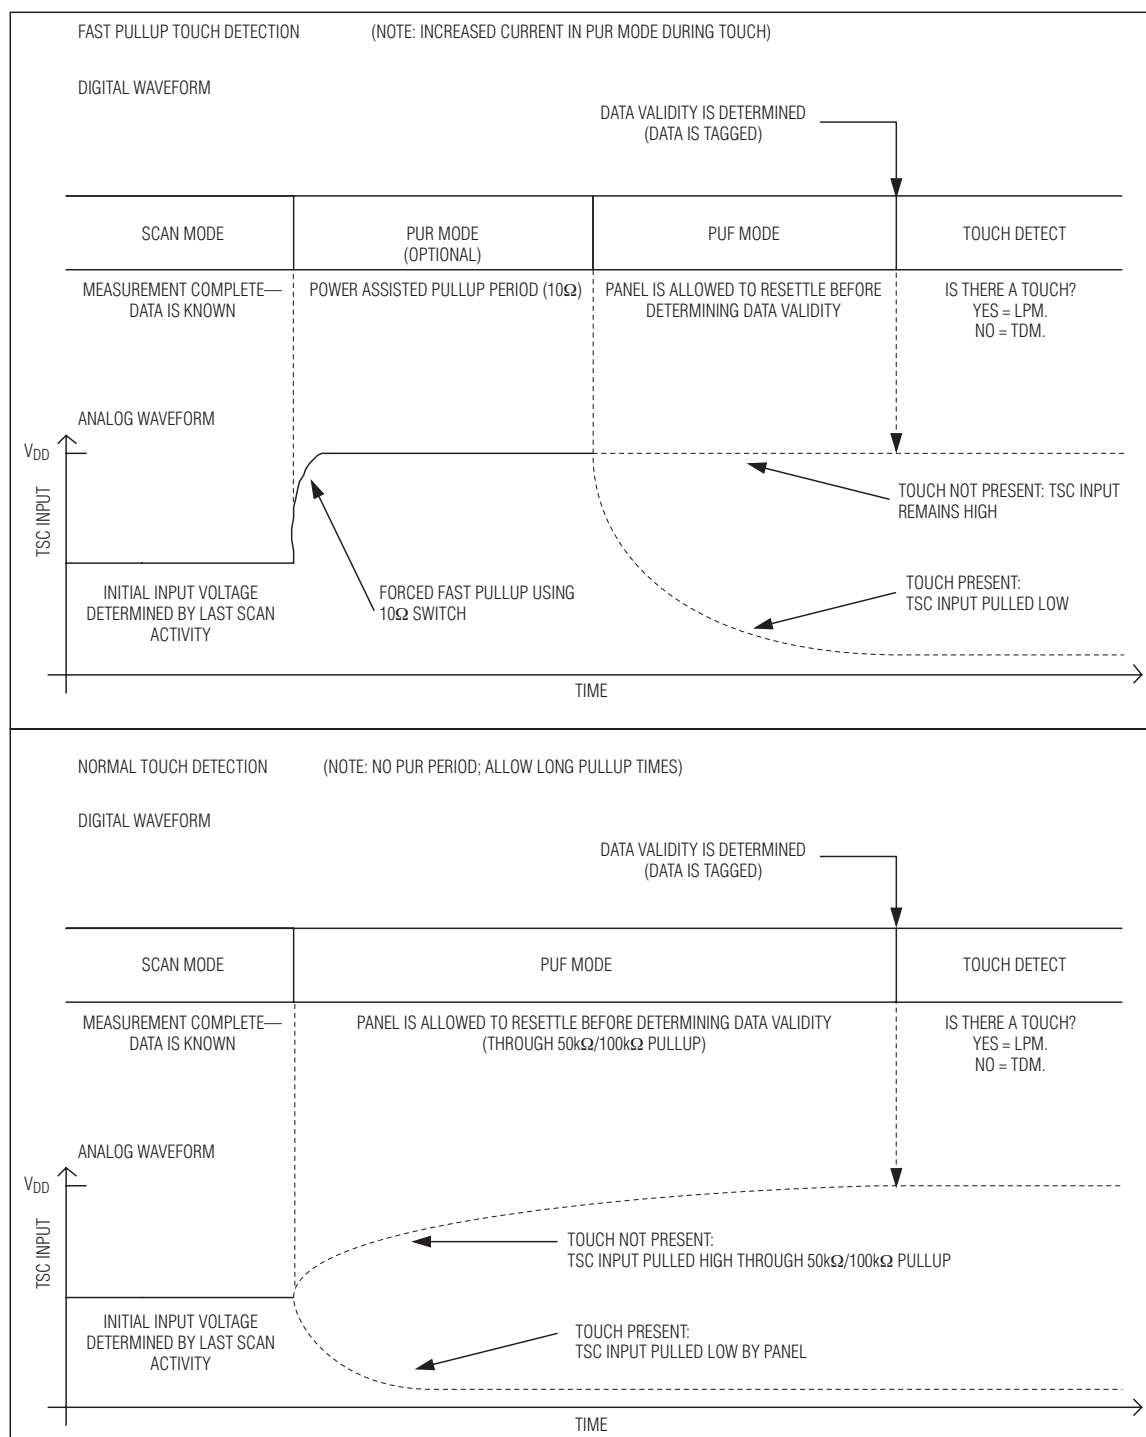 FAST PULLUP TOUCH DETECTION (NOTE: INCREASED CURRENT IN PUR MODE DURING TOUCH)
DIGITAL WAVEFORM
DATA VALIDITY IS DETERMINED
(DATA IS TAGGED)
SCAN MODE
PUR MODE
(OPTIONAL)
PUF MODE
TOUCH DETECT
MEASUREMENT COMPLETE—
DATA IS KNOWN
POWER ASSISTED PULLUP PERIOD (10Ω)
PANEL IS ALLOWED TO RESETTLE BEFORE
DETERMINING DATA VALIDITY
IS THERE A TOUCH?
YES = LPM.
NO = TDM.
ANALOG WAVEFORM
VDD
TSC INPUT
TOUCH NOT PRESENT: TSC INPUT
REMAINS HIGH
INITIAL INPUT VOLTAGE
DETERMINED BY LAST SCAN
ACTIVITY
FORCED FAST PULLUP USING
10Ω SWITCH
TOUCH PRESENT:
TSC INPUT PULLED LOW
TIME
NORMAL TOUCH DETECTION (NOTE: NO PUR PERIOD; ALLOW LONG PULLUP TIMES)
DIGITAL WAVEFORM
DATA VALIDITY IS DETERMINED
(DATA IS TAGGED)
SCAN MODE
PUF MODE
TOUCH DETECT
MEASUREMENT COMPLETE—
DATA IS KNOWN
PANEL IS ALLOWED TO RESETTLE BEFORE DETERMINING DATA VALIDITY
(THROUGH 50kΩ/100kΩ PULLUP)
IS THERE A TOUCH?
YES = LPM.
NO = TDM.
ANALOG WAVEFORM
VDD
TSC INPUT
TOUCH NOT PRESENT:
TSC INPUT PULLED HIGH THROUGH 50kΩ/100kΩ PULLUP
INITIAL INPUT VOLTAGE
DETERMINED BY LAST SCAN
ACTIVITY
TOUCH PRESENT:
TSC INPUT PULLED LOW BY PANEL
TIME